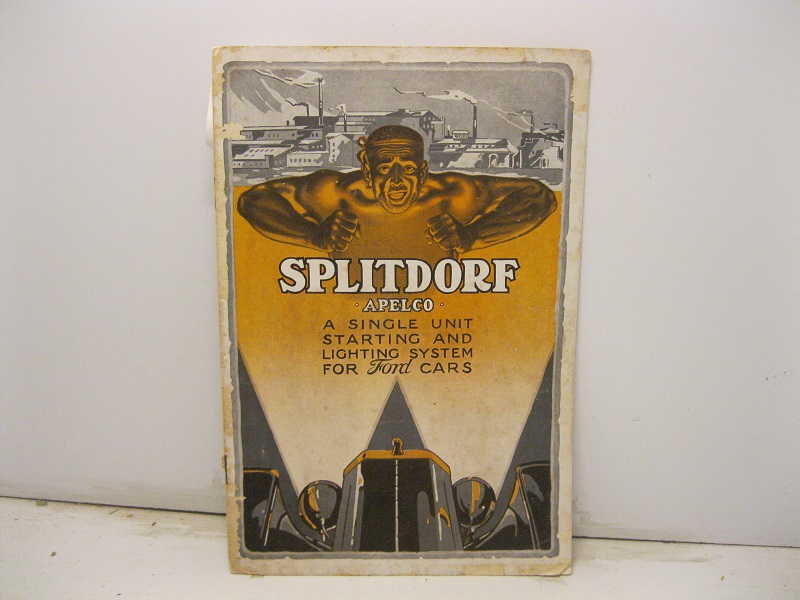 SPLITDORF
· APELCO ·
A SINGLE UNIT
STARTING AND
LIGHTING SYSTEM
FOR Ford CARS